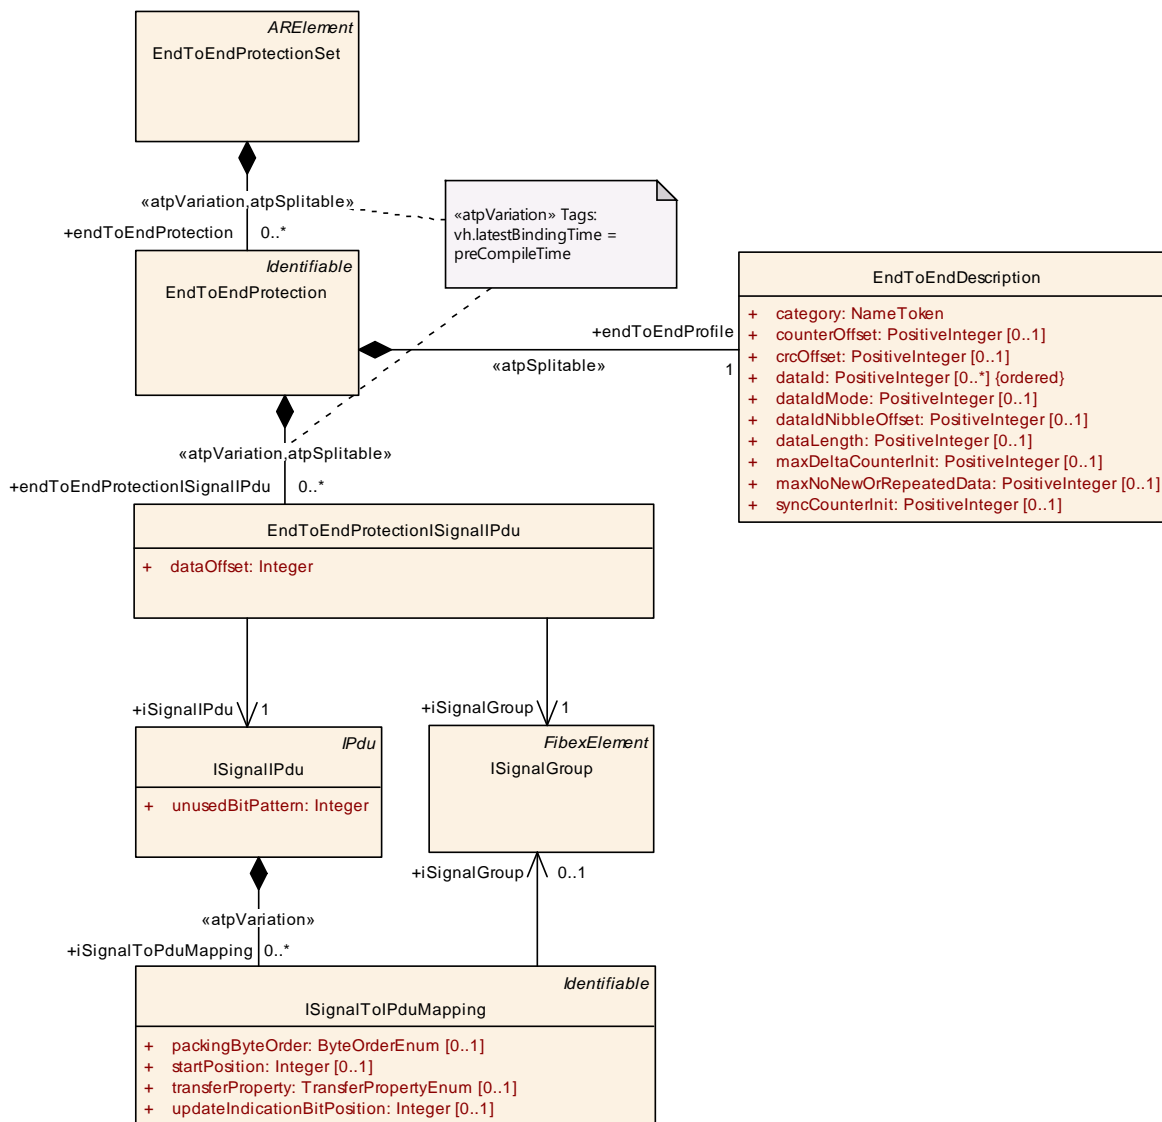 ARElement
EndToEndProtectionSet
«atpVariation,atpSplitable»
+endToEndProtection 0..*
«atpVariation» Tags:
vh.latestBindingTime =
preCompileTime
Identifiable
EndToEndProtection
+endToEndProfile
«atpSplitable» 1
EndToEndDescription
+ category: NameToken
+ counterOffset: PositiveInteger [0..1]
+ crcOffset: PositiveInteger [0..1]
+ dataId: PositiveInteger [0..*] {ordered}
+ dataIdMode: PositiveInteger [0..1]
+ dataIdNibbleOffset: PositiveInteger [0..1]
+ dataLength: PositiveInteger [0..1]
+ maxDeltaCounterInit: PositiveInteger [0..1]
+ maxNoNewOrRepeatedData: PositiveInteger [0..1]
+ syncCounterInit: PositiveInteger [0..1]
«atpVariation,atpSplitable»
+endToEndProtectionISignalIPdu 0..*
EndToEndProtectionISignalIPdu
+ dataOffset: Integer
+iSignalIPdu 1
+iSignalGroup 1
IPdu
ISignalIPdu
+ unusedBitPattern: Integer
FibexElement
ISignalGroup
+iSignalGroup 0..1
«atpVariation»
+iSignalToPduMapping 0..*
Identifiable
ISignalToIPduMapping
+ packingByteOrder: ByteOrderEnum [0..1]
+ startPosition: Integer [0..1]
+ transferProperty: TransferPropertyEnum [0..1]
+ updateIndicationBitPosition: Integer [0..1]